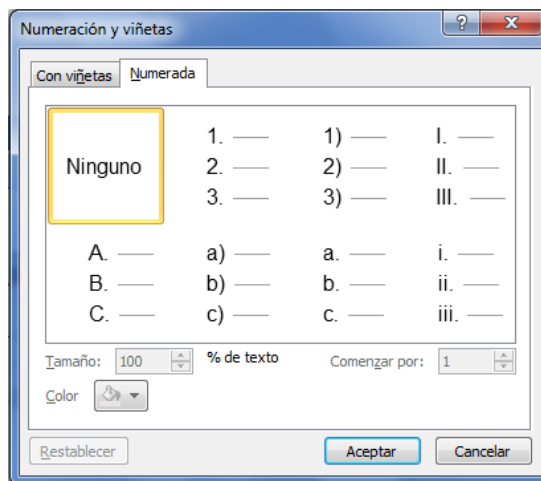 Numeración y viñetas
Con viñetas Numerada
Ninguno
1.
2.
3.
1)
2)
3)
I.
II.
III.
A.
B.
C.
a)
b)
c)
a.
b.
c.
i.
ii.
iii.
Tamaño: 100 % de texto Comenzar por: 1
Color
Restablecer Aceptar Cancelar